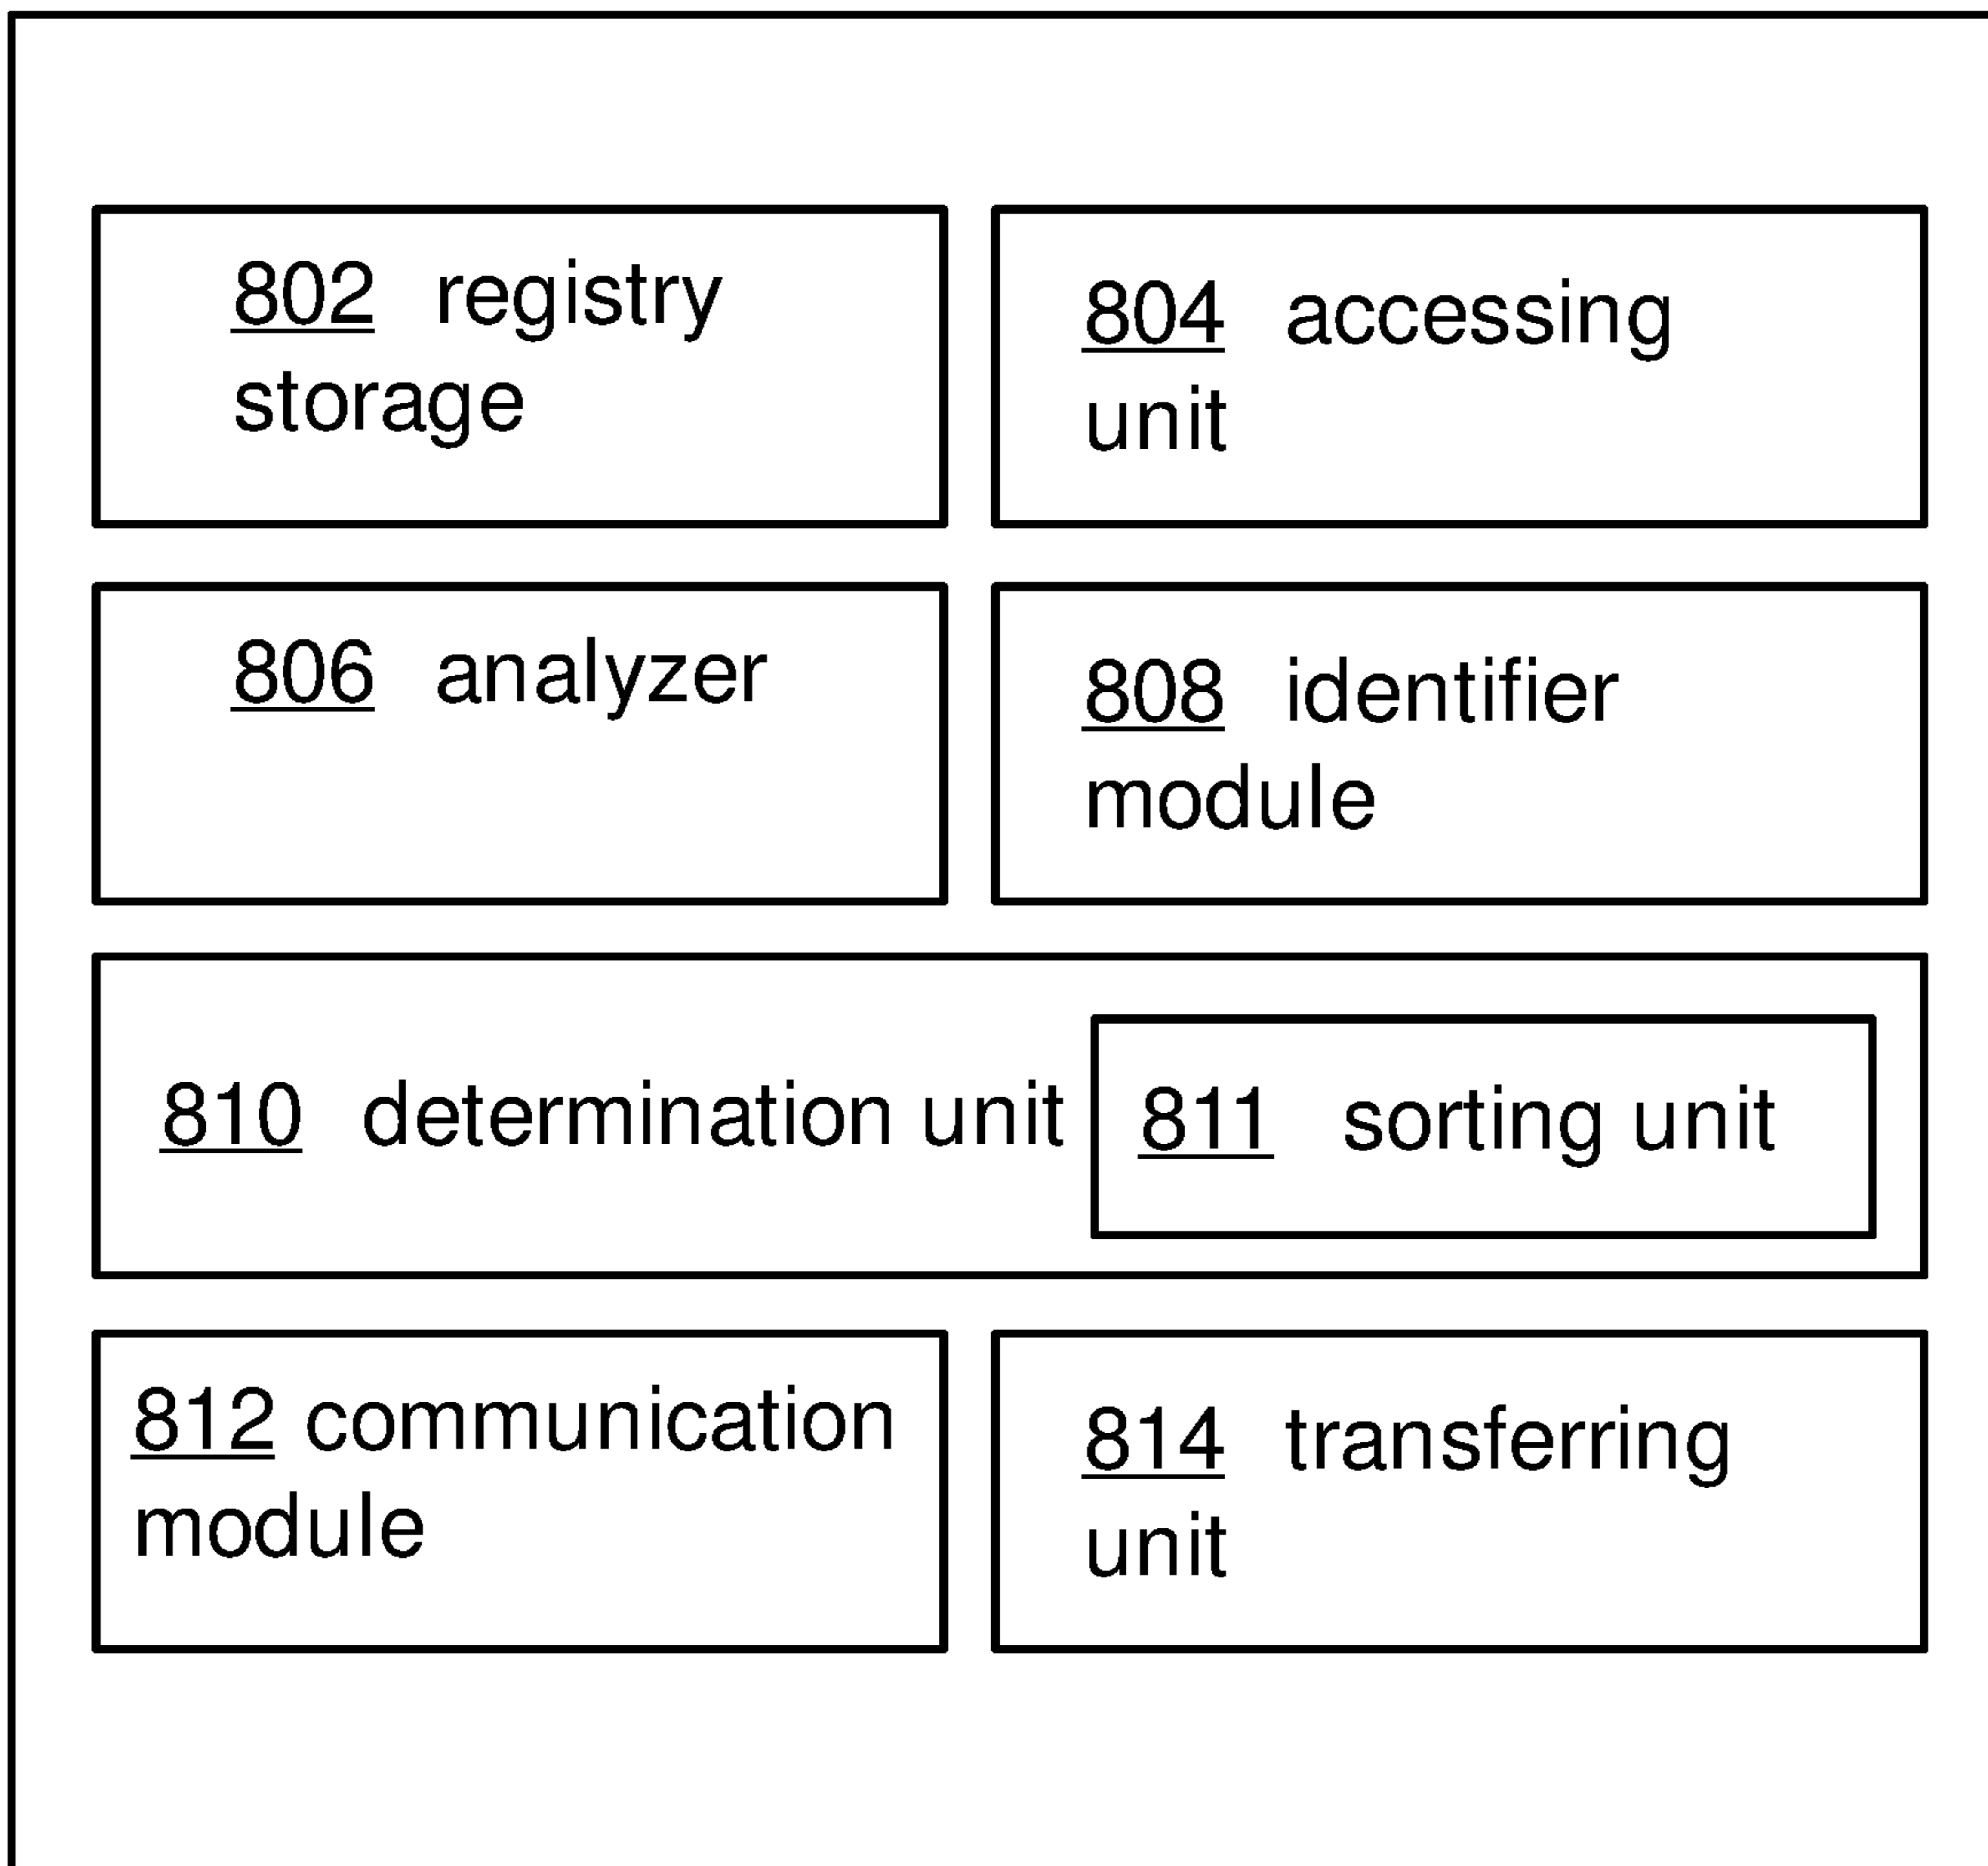 802 registry
storage
804 accessing
unit
806 analyzer
808 identifier
module
810 determination unit
811 sorting unit
812 communication
module
814 transferring
unit